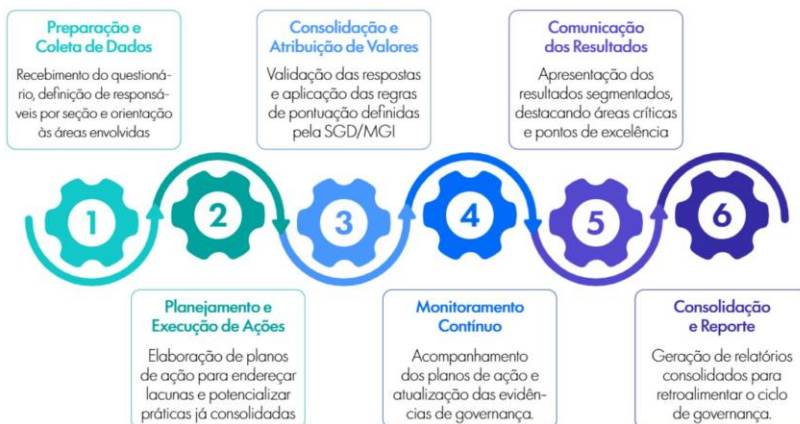 Preparação e
Coleta de Dados
Recebimento do questioná-
rio, definição de responsá-
veis por seção e orientação
às áreas envolvidas
Consolidação e
Atribuição de Valores
Validação das respostas
e aplicação das regras
de pontuação definidas
pela SGD/MGI
Comunicação
dos Resultados
Apresentação dos
resultados segmentados,
destacando áreas críticas
e pontos de excelência
1
2
3
4
5
6
Planejamento e
Execução de Ações
Elaboração de planos
de ação para endereçar
lacunas e potencializar
práticas já consolidadas
Monitoramento
Contínuo
Acompanhamento
dos planos de ação e
atualização das evidên-
cias de governança.
Consolidação
e Reporte
Geração de relatórios
consolidados para
retroalimentar o ciclo
de governança.